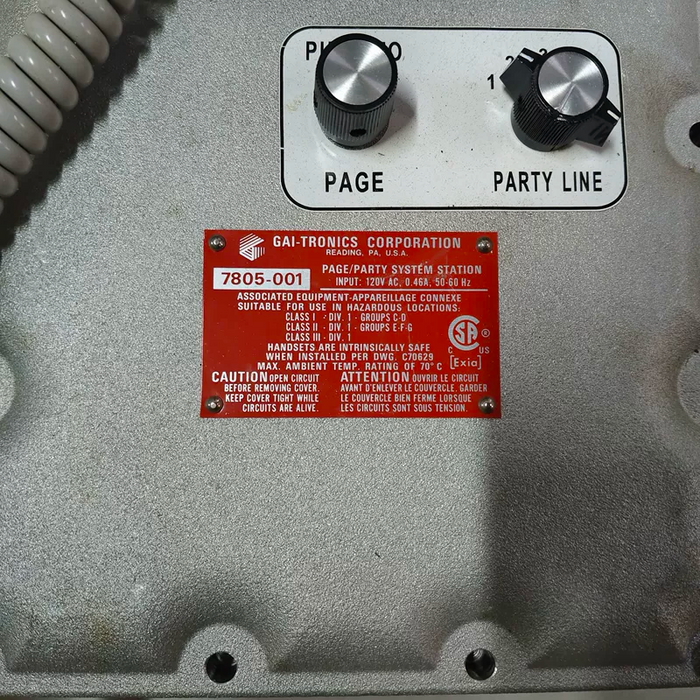 PAGE
1 2
PARTY LINE
GAI-TRONICS CORPORATION
READING, PA, U.S.A.
7805-001
PAGE/PARTY SYSTEM STATION
INPUT: 120V AC, 0.46A, 50-60 Hz
ASSOCIATED EQUIPMENT-APPAREILLAGE CONNEXE
SUITABLE FOR USE IN HAZARDOUS LOCATIONS:
CLASS I - DIV. 1 - GROUPS C-D
CLASS II - DIV. 1 - GROUPS E-F-G
CLASS III - DIV. 1
HANDSETS ARE INTRINSICALLY SAFE
WHEN INSTALLED PER DWG. C70629
MAX. AMBIENT TEMP. RATING OF 70° C
SA ®
C US
[Exia]
CAUTION OPEN CIRCUIT
BEFORE REMOVING COVER.
KEEP COVER TIGHT WHILE
CIRCUITS ARE ALIVE.
ATTENTION OUVRIR LE CIRCUIT
AVANT D'ENLEVER LE COUVERCLE. GARDER
LE COUVERCLE BIEN FERME LORSQUE
LES CIRCUITS SONT SOUS TENSION.